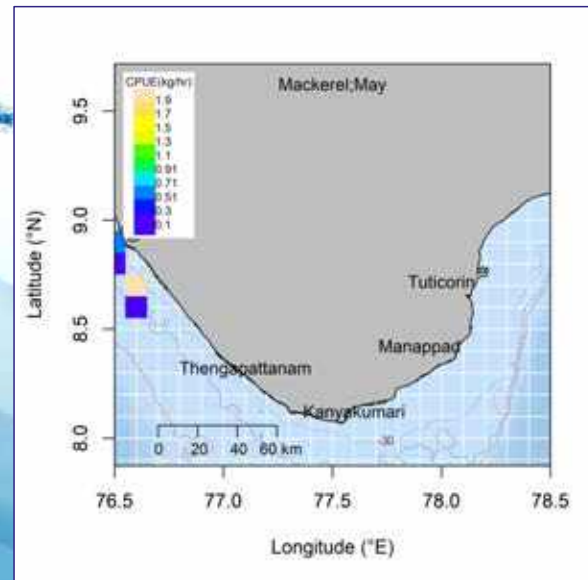 CPUE(kg/hr)
1.9
1.7
1.5
1.3
1.1
0.91
0.71
0.51
0.3
0.1
Mackerel;May
Tuticorin
Manappad
Thengapattanam
Kanyakumari
-30
0 20 40 60 km
9.5
9.0
8.5
8.0
Latitude (°N)
76.5 77.0 77.5 78.0 78.5
Longitude (°E)